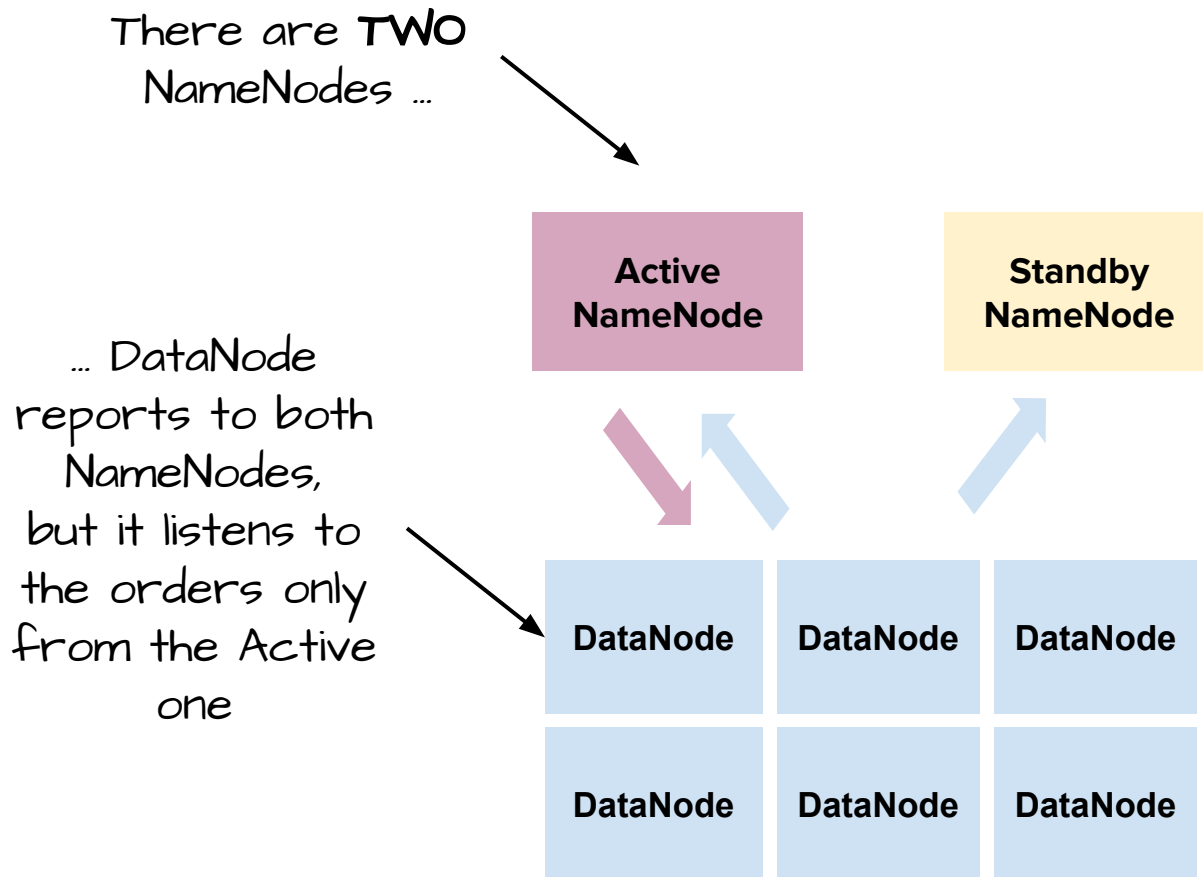 There are TWO
NameNodes ...
Active
NameNode
Standby
NameNode
... DataNode
reports to both
NameNodes,
but it listens to
the orders only
from the Active
one
DataNode
DataNode
DataNode
DataNode
DataNode
DataNode